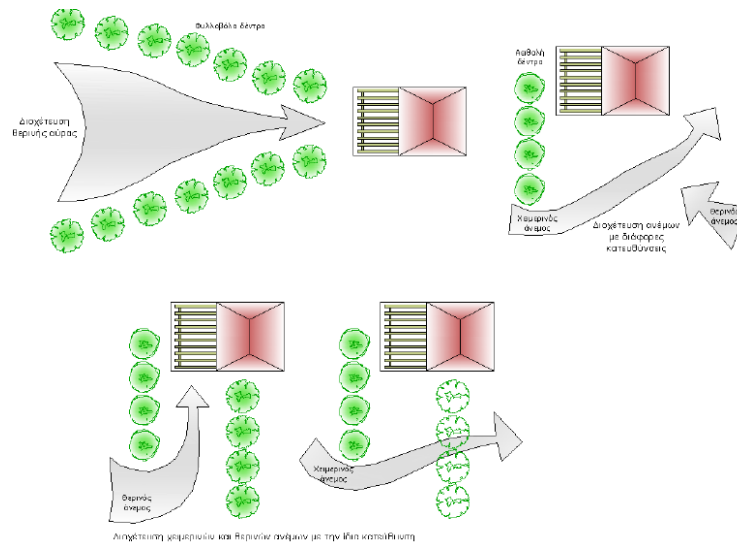 Φυλλοβόλα δέντρα
Διοχέτευση
θερινής αύρας
Αειθαλή
δέντρα
Χειμερινός
άνεμος
Διοχέτευση ανέμων
με διάφορες
κατευθύνσεις
Θερινός
άνεμος
Θερινός
άνεμος
Χειμερινός
άνεμος
Διοχέτευση χειμερινών και θερινών ανέμων με την ίδια κατεύθυνση